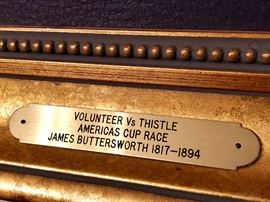 VOLUNTEER Vs THISTLE
AMERICAS CUP RACE
JAMES BUTTERSWORTH 1817-1894